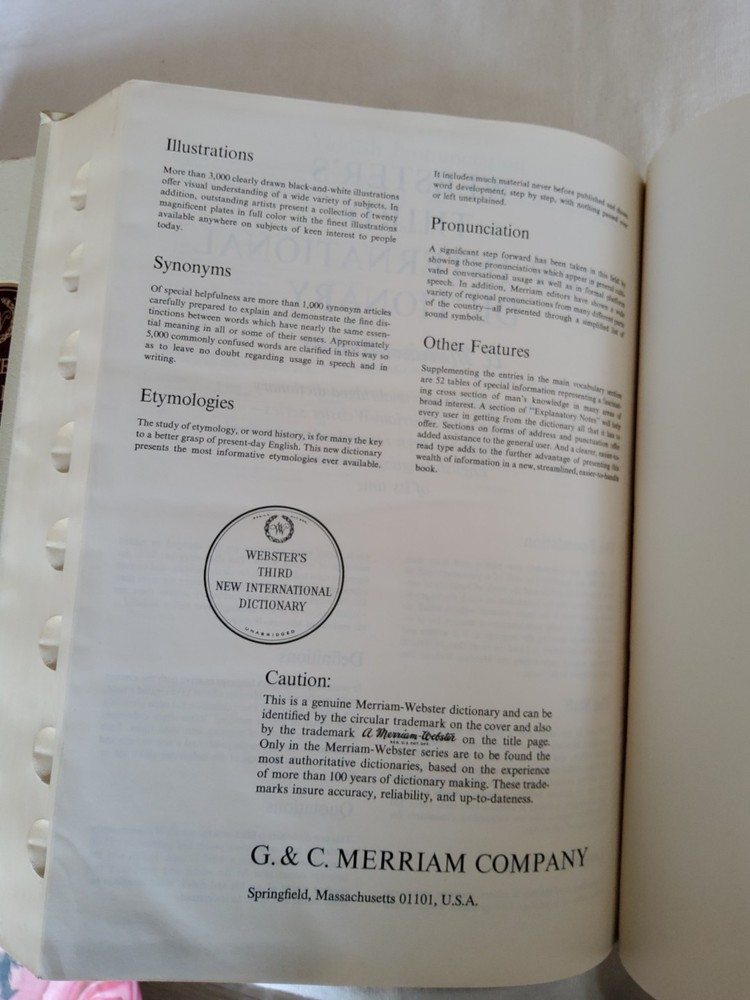 Illustrations
More than 3,000 clearly drawn black-and-white illustrations
offer visual understanding of a wide variety of subjects. In
addition, outstanding artists present a collection of twenty
magnificent plates in full color with the finest illustrations
available anywhere on subjects of keen interest to people
today.
Synonyms
Of special helpfulness are more than 1,000 synonym articles
carefully prepared to explain and demonstrate the fine dis-
tinctions between words which have nearly the same essen-
tial meaning in all or some of their senses. Approximately
5,000 commonly confused words are clarified in this way so
as to leave no doubt regarding usage in speech and in
writing.
Etymologies
The study of etymology, or word history, is for many the key
to a better grasp of present-day English. This new dictionary
presents the most informative etymologies ever available.
It includes much material never before published and shows
word development, step by step, with nothing passed over
or left unexplained.
Pronunciation
A significant step forward has been taken in this field by
showing those pronunciations which appear in general culti-
vated conversational usage as well as in formal platform
speech. In addition, Merriam editors have shown a wide
variety of regional pronunciations from many different parts
of the country—all presented through a simplified list of
sound symbols.
Other Features
Supplementing the entries in the main vocabulary section
are 52 tables of special information representing a fascinat-
ing cross section of man's knowledge in many areas of
broad interest. A section of "Explanatory Notes" will help
every user in getting from the dictionary all that it has to
offer. Sections on forms of address and punctuation offer
added assistance to the general user. And a clearer, easier-to-
read type adds to the further advantage of presenting this
wealth of information in a new, streamlined, easier-to-handle
book.
WEBSTER'S
THIRD
NEW INTERNATIONAL
DICTIONARY
UNABRIDGED
Caution:
This is a genuine Merriam-Webster dictionary and can be
identified by the circular trademark on the cover and also
by the trademark A Merriam-Webster on the title page.
Only in the Merriam-Webster series are to be found the
most authoritative dictionaries, based on the experience
of more than 100 years of dictionary making. These trade-
marks insure accuracy, reliability, and up-to-dateness.
G. & C. MERRIAM COMPANY
Springfield, Massachusetts 01101, U.S.A.